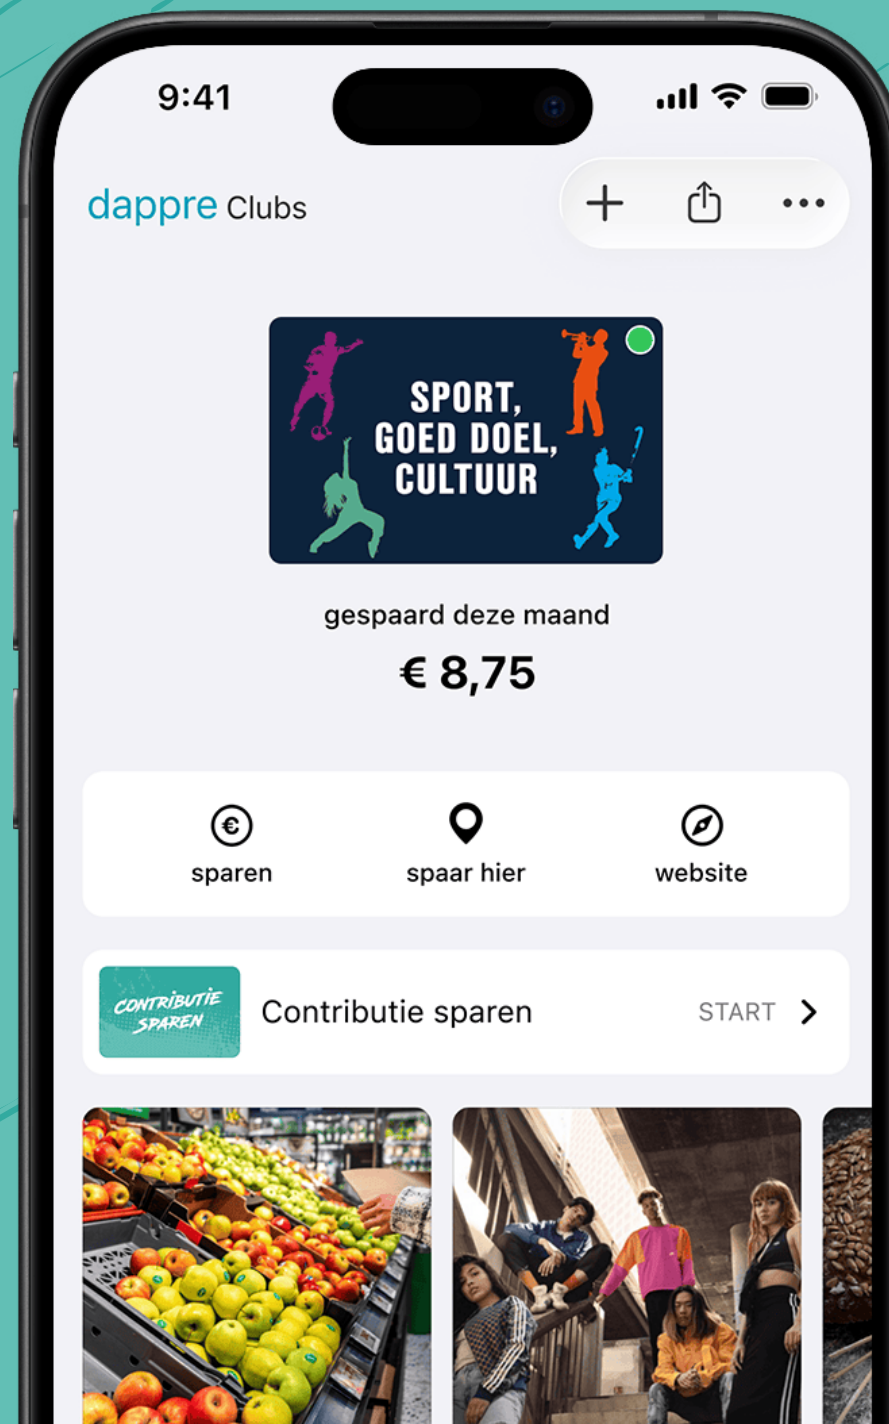 9:41
dappre Clubs
SPORT,
GOED DOEL,
CULTUUR
gespaard deze maand
€ 8,75
sparen
spaar hier
website
CONTRIBUTIE
SPAREN
Contributie sparen
START